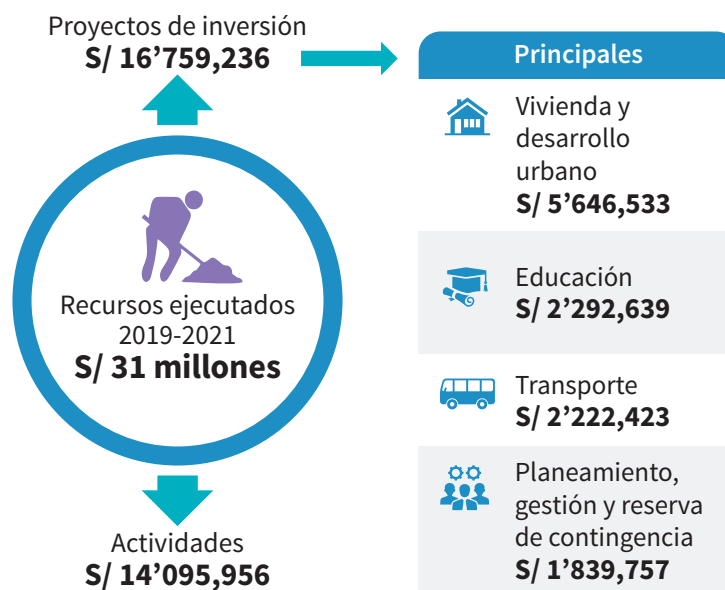 Proyectos de inversión
S/ 16’759,236
Recursos ejecutados
2019-2021
S/ 31 millones
Actividades
S/ 14’095,956
Principales
Vivienda y
desarrollo
urbano
S/ 5’646,533
Educación
S/ 2’292,639
Transporte
S/ 2’222,423
Planeamiento,
gestión y reserva
de contingencia
S/ 1’839,757